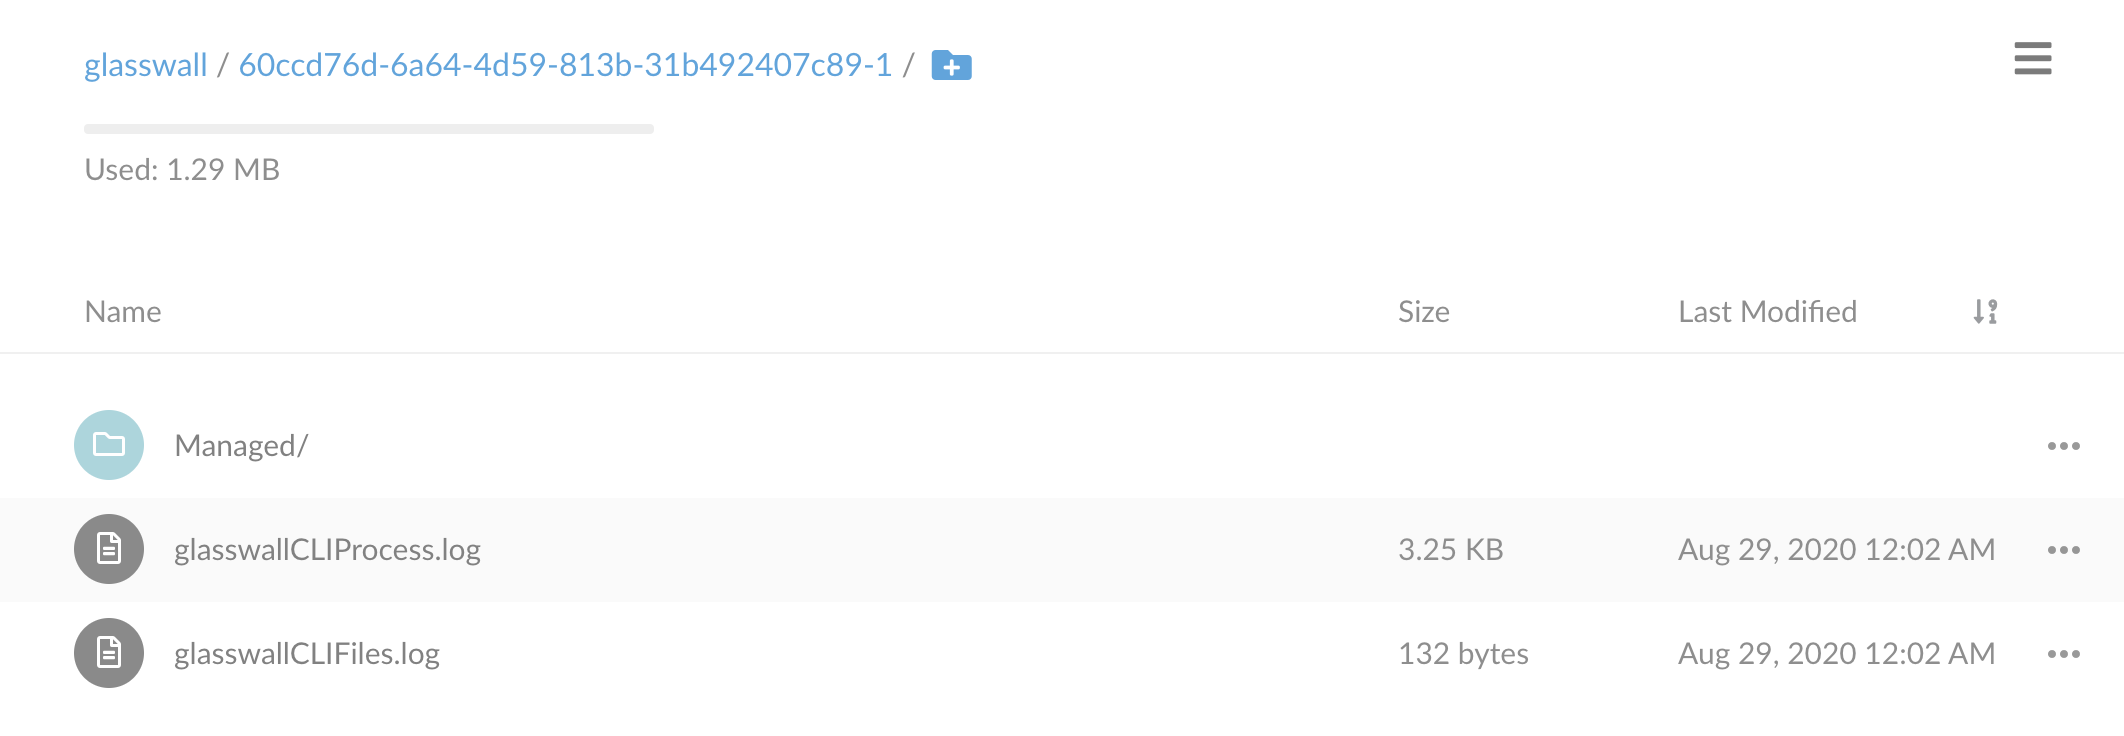 glasswall / 60ccd76d-6a64-4d59-813b-31b492407c89-1 /
Used: 1.29 MB
Name Size Last Modified
Managed/
glasswallCLIProcess.log 3.25 KB Aug 29, 2020 12:02 AM
glasswallCLIFiles.log 132 bytes Aug 29, 2020 12:02 AM